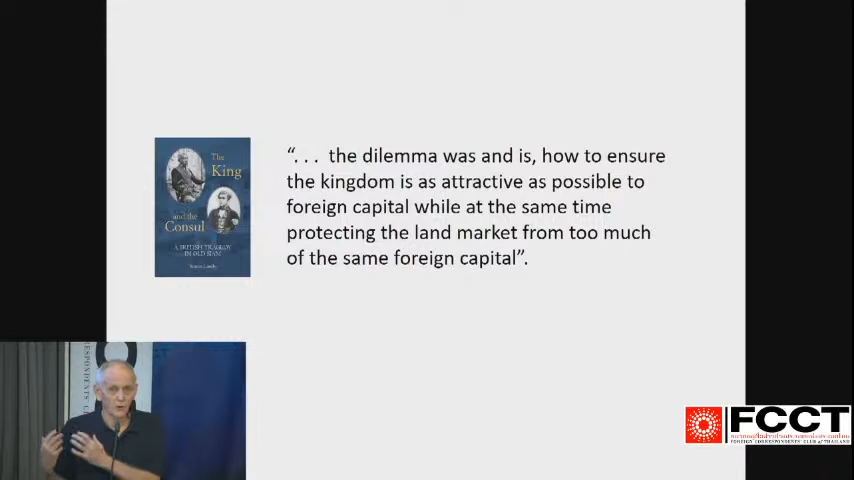 The
King
and the
Consul
A BRITISH TRAGEDY
IN OLD SIAM
“. . . the dilemma was and is, how to ensure
the kingdom is as attractive as possible to
foreign capital while at the same time
protecting the land market from too much
of the same foreign capital”.
FCCT
FOREIGN CORRESPONDENTS' CLUB of THAILAND